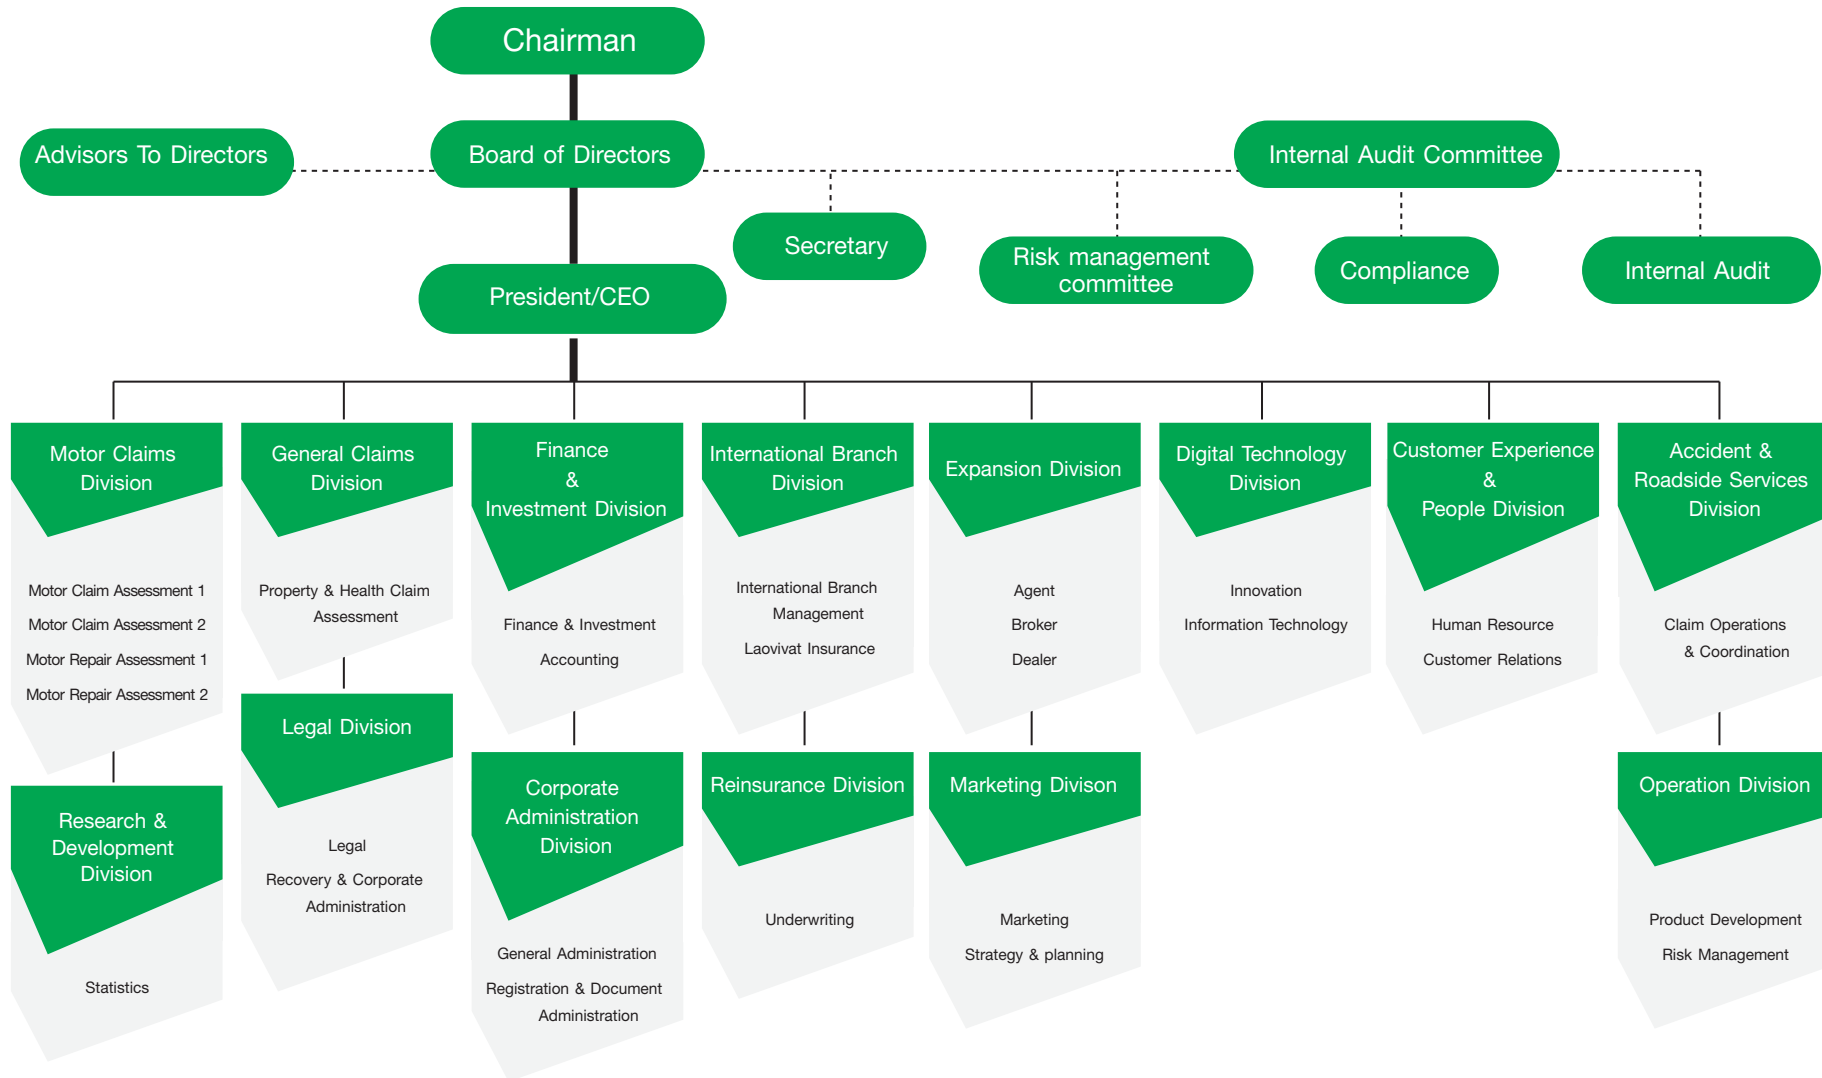 Chairman
Advisors To Directors
Board of Directors
Internal Audit Committee
Secretary
Risk management
committee
Compliance
Internal Audit
President/CEO
Motor Claims
Division
Motor Claim Assessment 1
Motor Claim Assessment 2
Motor Repair Assessment 1
Motor Repair Assessment 2
General Claims
Division
Property & Health Claim
Assessment
Finance
&
Investment Division
Finance & Investment
Accounting
International Branch
Division
International Branch
Management
Laovivat Insurance
Expansion Division
Agent
Broker
Dealer
Digital Technology
Division
Innovation
Information Technology
Customer Experience
&
People Division
Human Resource
Customer Relations
Accident &
Roadside Services
Division
Claim Operations
& Coordination
Research &
Development
Division
Statistics
Legal Division
Legal
Recovery & Corporate
Administration
Corporate
Administration
Division
General Administration
Registration & Document
Administration
Reinsurance Division
Underwriting
Marketing Divison
Marketing
Strategy & planning
Operation Division
Product Development
Risk Management